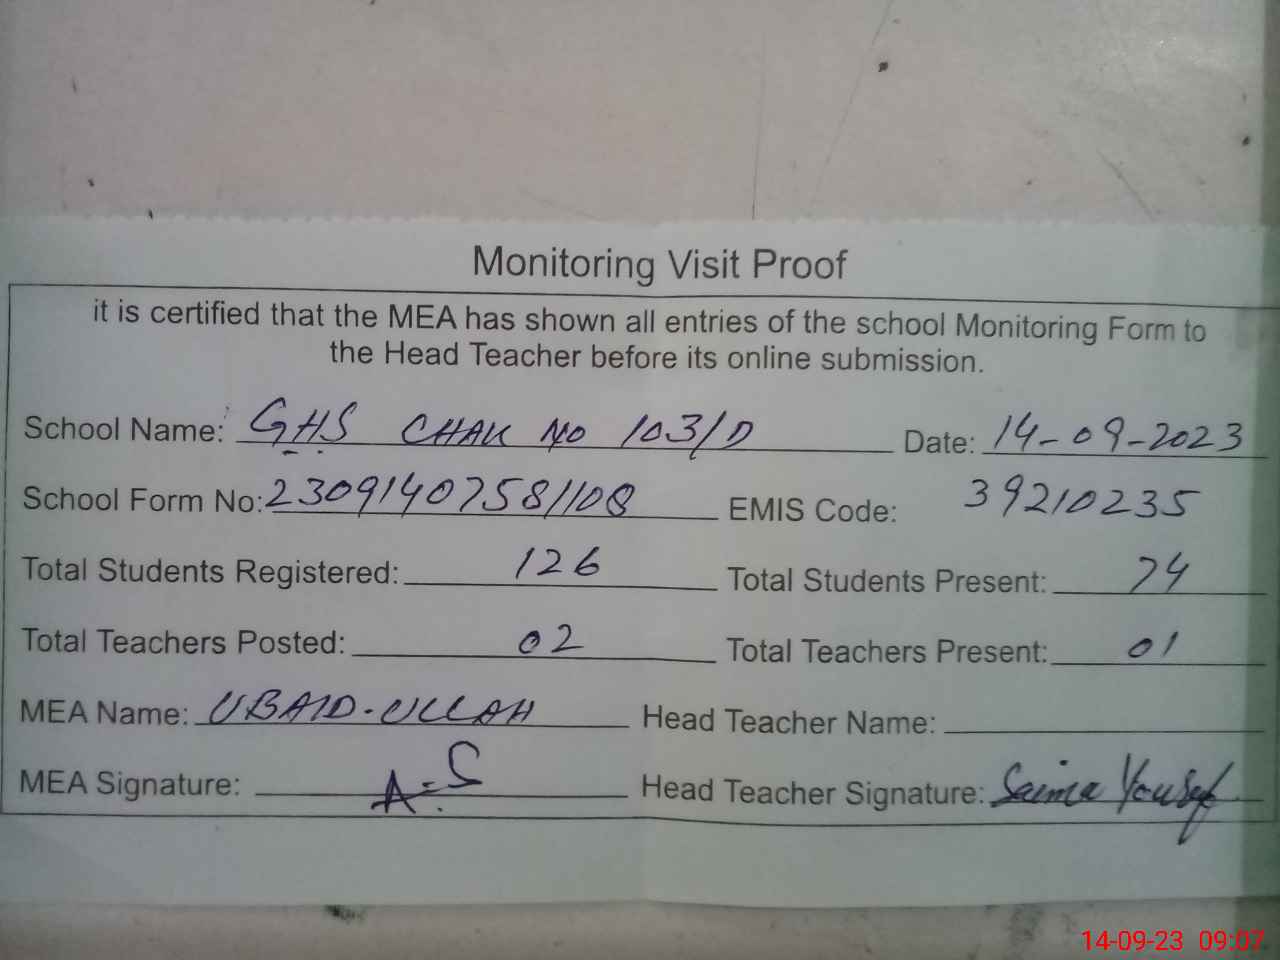 Monitoring Visit Proof
it is certified that the MEA has shown all entries of the school Monitoring Form to
the Head Teacher before its online submission.
School Name: GHS CHAK NO 103/D Date: 14-09-2023
School Form No: 230914075811108 EMIS Code: 39210235
Total Students Registered: 126 Total Students Present: 74
Total Teachers Posted: 02 Total Teachers Present: 01
MEA Name: UBAID-ULLAH Head Teacher Name:
MEA Signature: Head Teacher Signature: Saima Yousaf
14-09-23 09:07